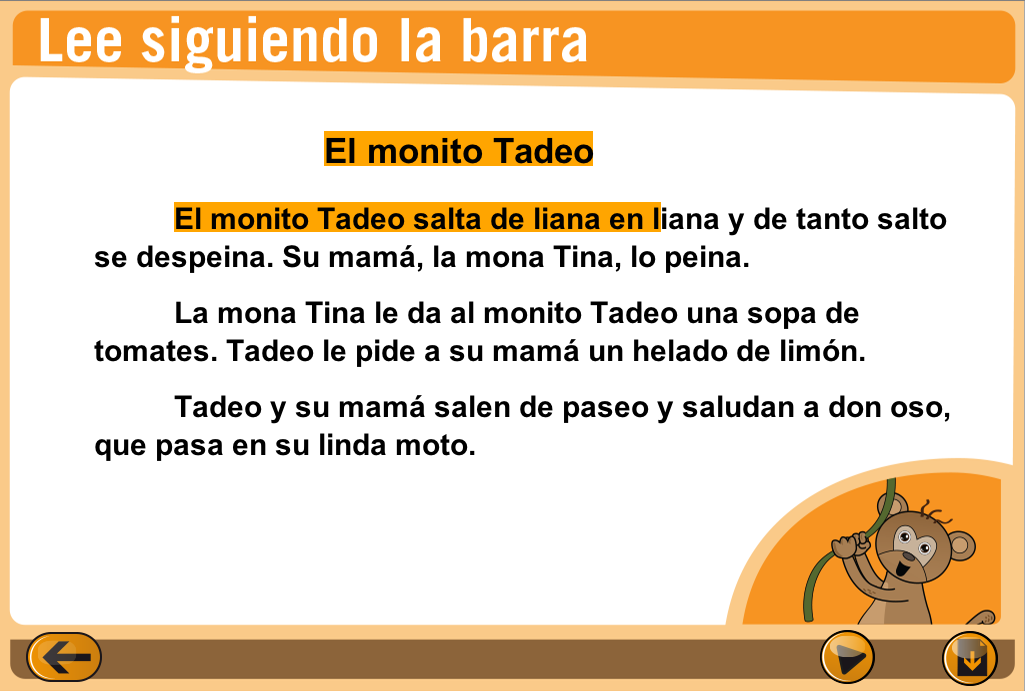 Lee siguiendo la barra
El monito Tadeo
El monito Tadeo salta de liana en liana y de tanto salto
se despeina. Su mamá, la mona Tina, lo peina.
La mona Tina le da al monito Tadeo una sopa de
tomates. Tadeo le pide a su mamá un helado de limón.
Tadeo y su mamá salen de paseo y saludan a don oso,
que pasa en su linda moto.